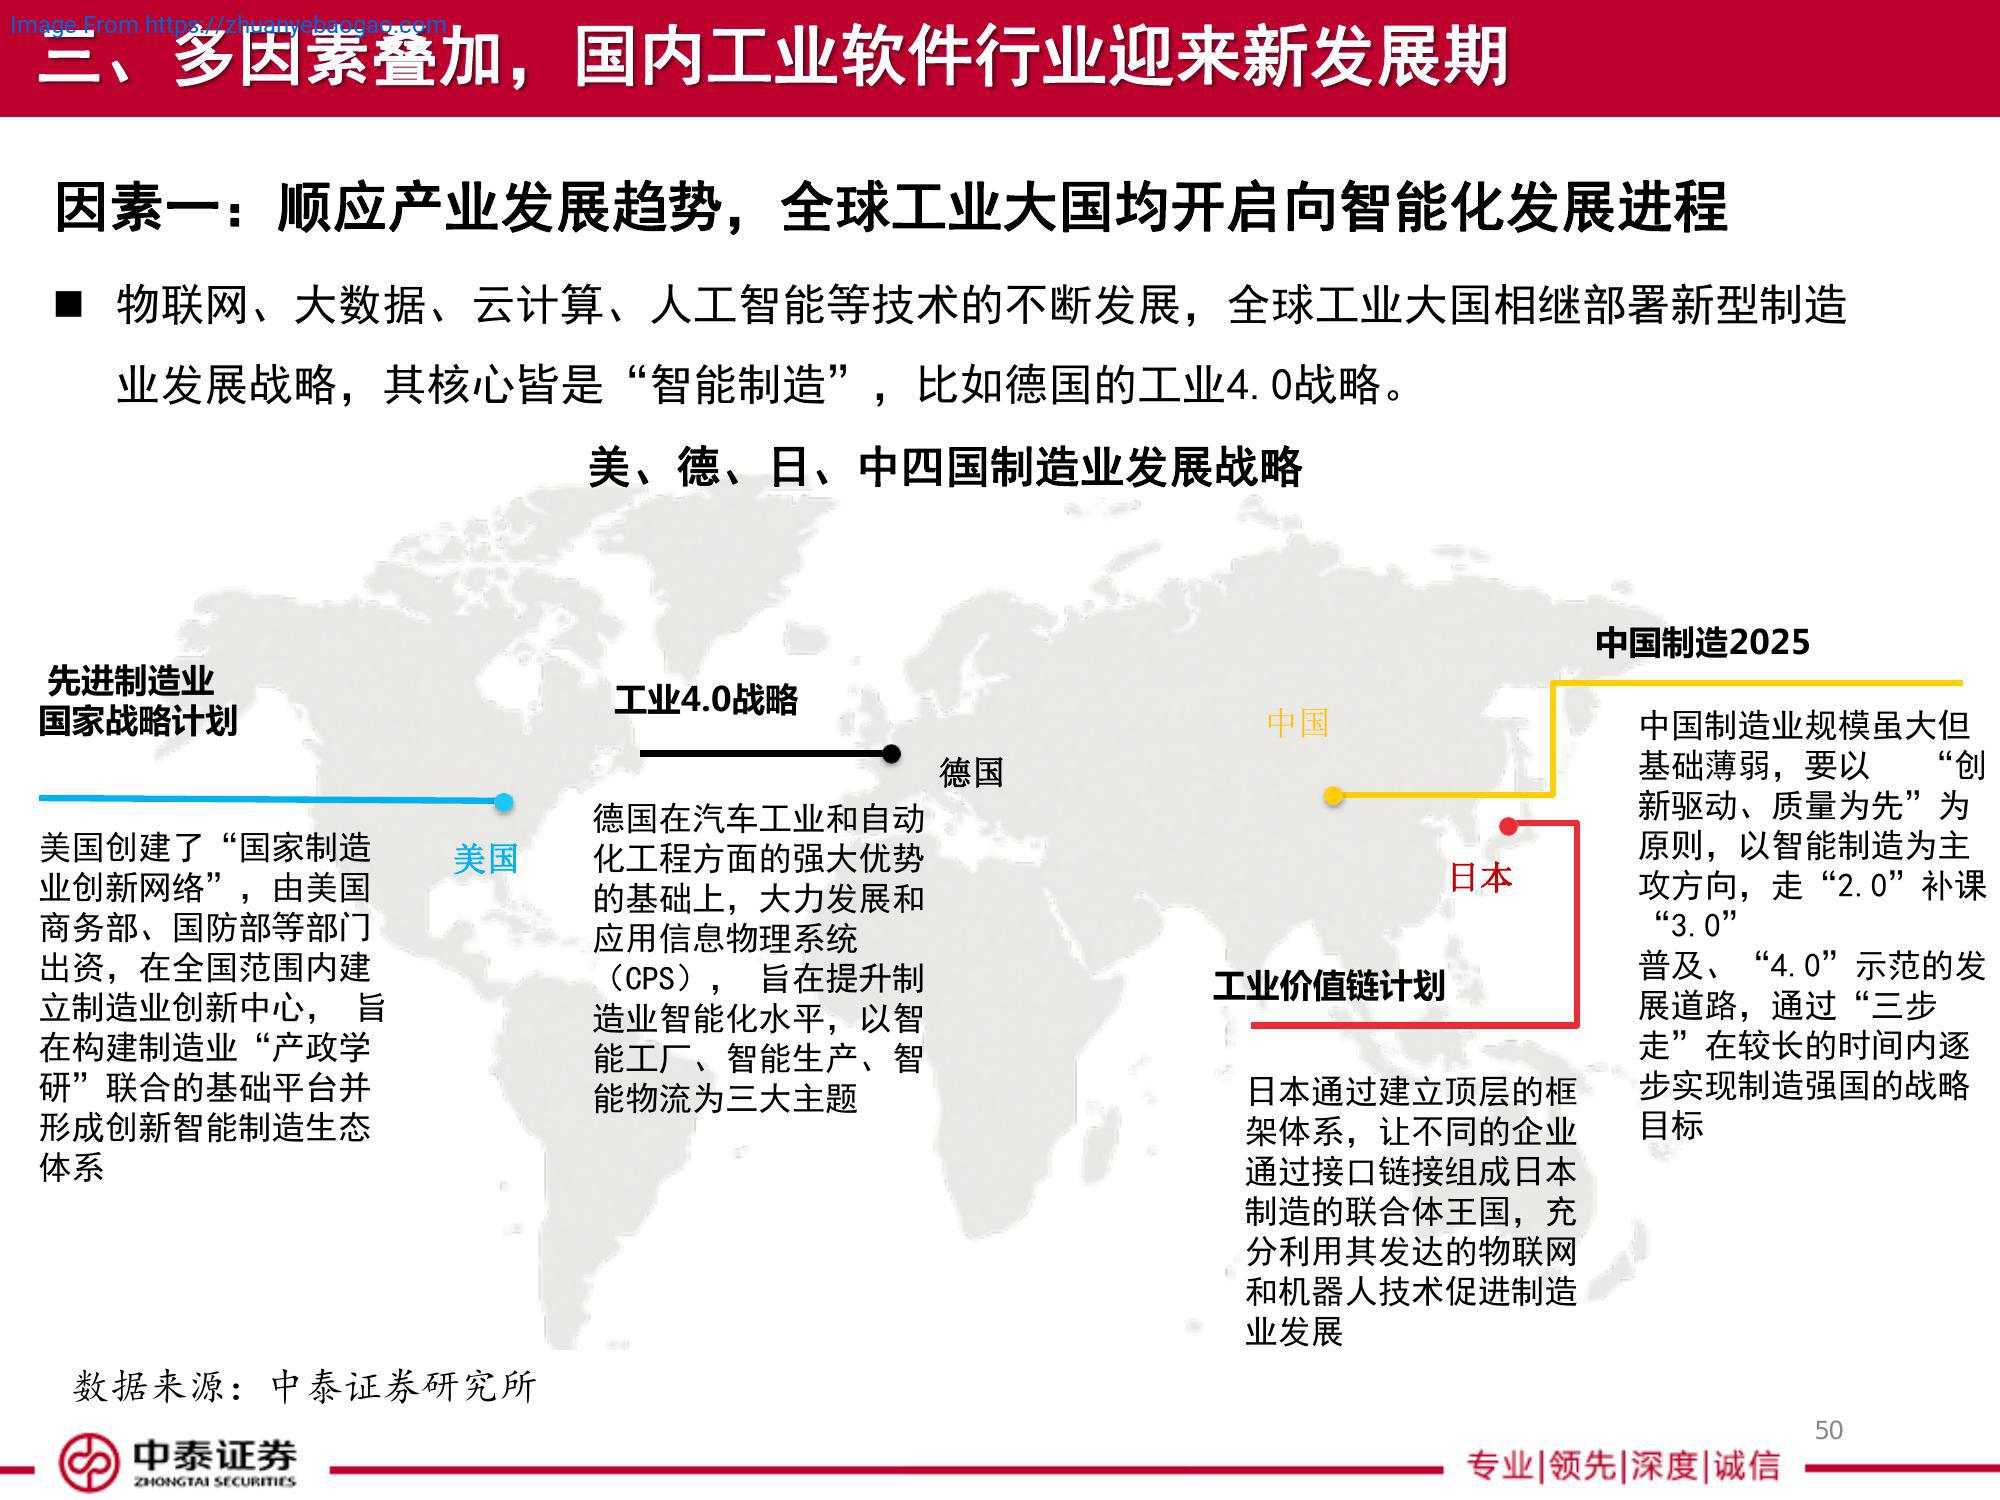 Image From https://zhuanyebaogao.com
三、多因素叠加，国内工业软件行业迎来新发展期
因素一：顺应产业发展趋势，全球工业大国均开启向智能化发展进程
■ 物联网、大数据、云计算、人工智能等技术的不断发展，全球工业大国相继部署新型制造
业发展战略，其核心皆是“智能制造”，比如德国的工业4.0战略。
美、德、日、中四国制造业发展战略
先进制造业
国家战略计划
美国
美国创建了“国家制造
业创新网络”，由美国
商务部、国防部等部门
出资，在全国范围内建
立制造业创新中心， 旨
在构建制造业“产政学
研”联合的基础平台并
形成创新智能制造生态
体系
工业4.0战略
德国
德国在汽车工业和自动
化工程方面的强大优势
的基础上，大力发展和
应用信息物理系统
（CPS）， 旨在提升制
造业智能化水平，以智
能工厂、智能生产、智
能物流为三大主题
中国
日本
工业价值链计划
日本通过建立顶层的框
架体系，让不同的企业
通过接口链接组成日本
制造的联合体王国，充
分利用其发达的物联网
和机器人技术促进制造
业发展
中国制造2025
中国制造业规模虽大但
基础薄弱，要以 “创
新驱动、质量为先”为
原则，以智能制造为主
攻方向，走“2.0”补课
“3.0”
普及、“4.0”示范的发
展道路，通过“三步
走”在较长的时间内逐
步实现制造强国的战略
目标
数据来源：中泰证券研究所
50
中泰证券
ZHONGTAI SECURITIES
专业|领先|深度|诚信